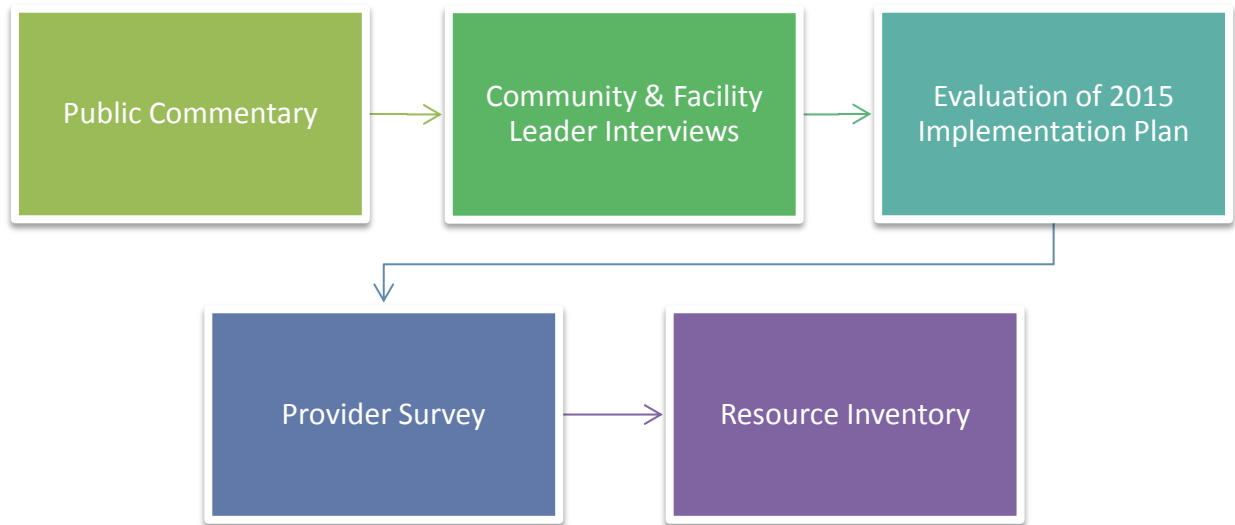 Public Commentary
Community & Facility
Leader Interviews
Evaluation of 2015
Implementation Plan
Provider Survey
Resource Inventory